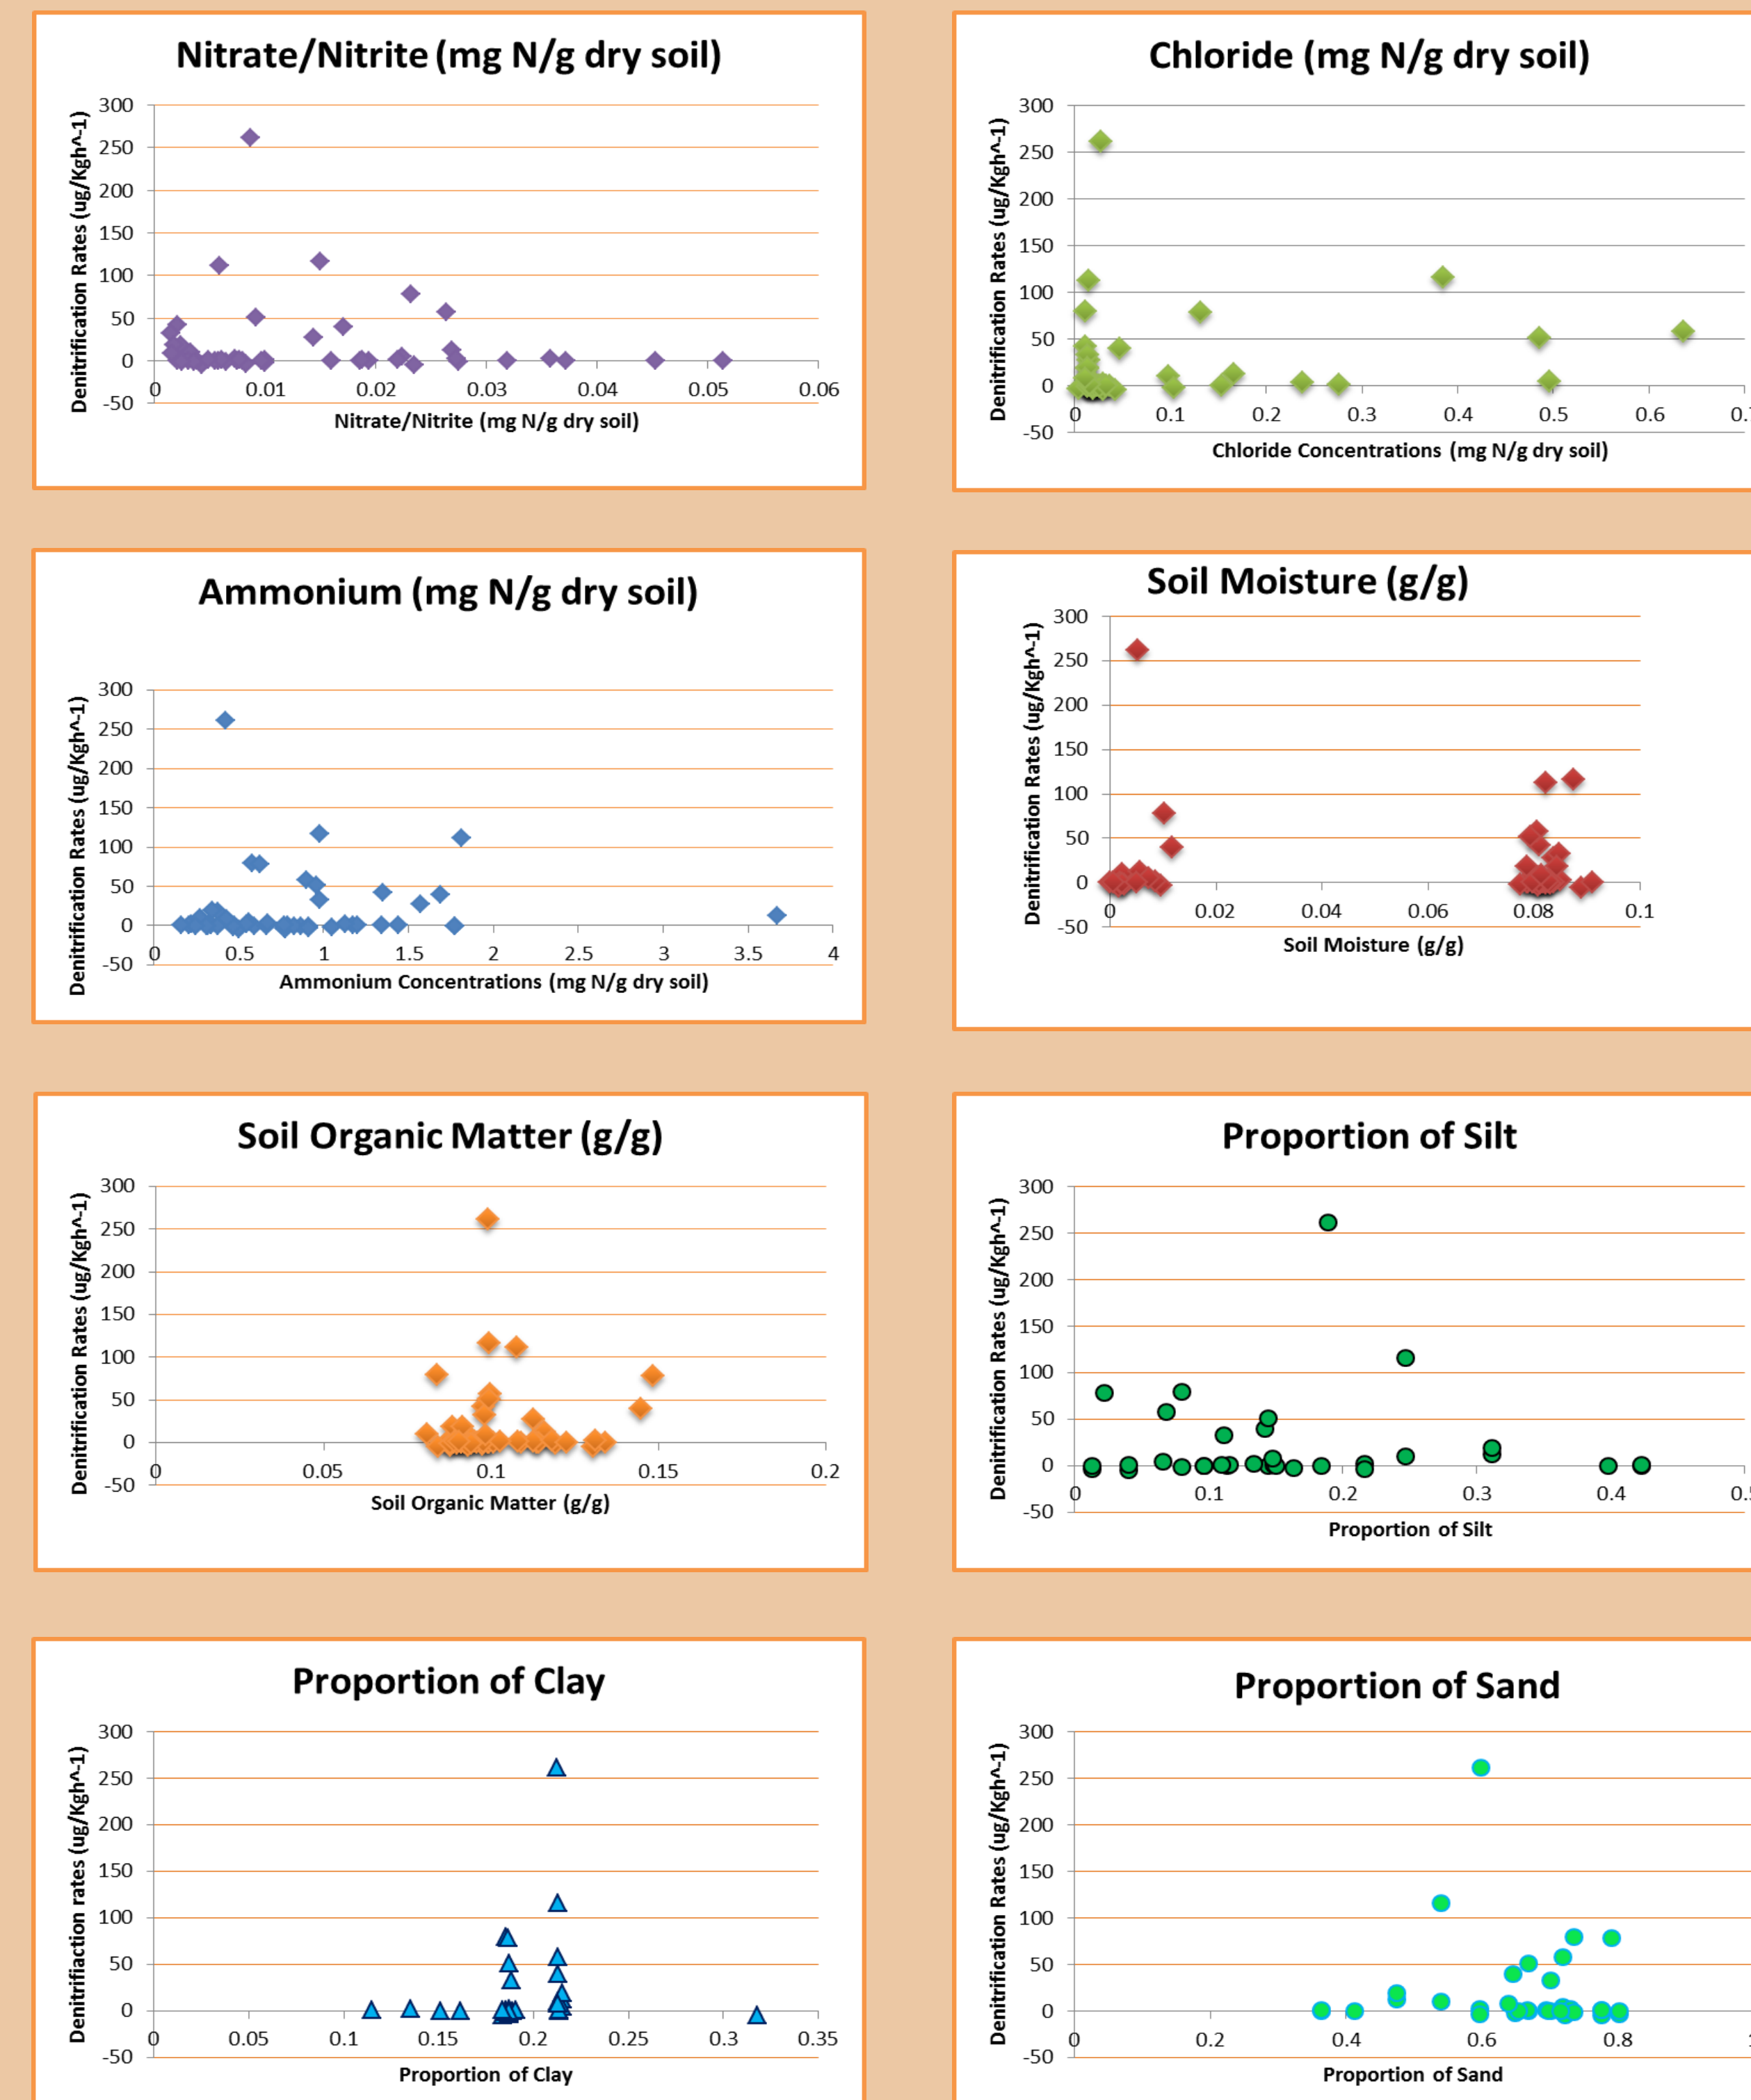 Nitrate/Nitrite (mg N/g dry soil)
Denitrification Rates (ug/Kgh^-1)
300
250
200
150
100
50
0
-50
0 0.01 0.02 0.03 0.04 0.05 0.06
Nitrate/Nitrite (mg N/g dry soil)
Chloride (mg N/g dry soil)
Denitrification Rates (ug/Kgh^-1)
300
250
200
150
100
50
0
-50
0 0.1 0.2 0.3 0.4 0.5 0.6
Chloride Concentrations (mg N/g dry soil)
Ammonium (mg N/g dry soil)
Denitrification Rates (ug/Kgh^-1)
300
250
200
150
100
50
0
-50
0 0.5 1 1.5 2 2.5 3 3.5 4
Ammonium Concentrations (mg N/g dry soil)
Soil Moisture (g/g)
Denitrification Rates (ug/Kgh^-1)
300
250
200
150
100
50
0
-50
0 0.02 0.04 0.06 0.08 0.1
Soil Moisture (g/g)
Soil Organic Matter (g/g)
Denitrification Rates (ug/Kgh^-1)
300
250
200
150
100
50
0
-50
0 0.05 0.1 0.15 0.2
Soil Organic Matter (g/g)
Proportion of Silt
Denitrification Rates (ug/Kgh^-1)
300
250
200
150
100
50
0
-50
0 0.1 0.2 0.3 0.4
Proportion of Silt
Proportion of Clay
Denitrifiaction rates (ug/Kgh^-1)
300
250
200
150
100
50
0
-50
0 0.05 0.1 0.15 0.2 0.25 0.3 0.35
Proportion of Clay
Proportion of Sand
Denitrification Rates (ug/Kgh^-1)
300
250
200
150
100
50
0
-50
0 0.2 0.4 0.6 0.8
Proportion of Sand